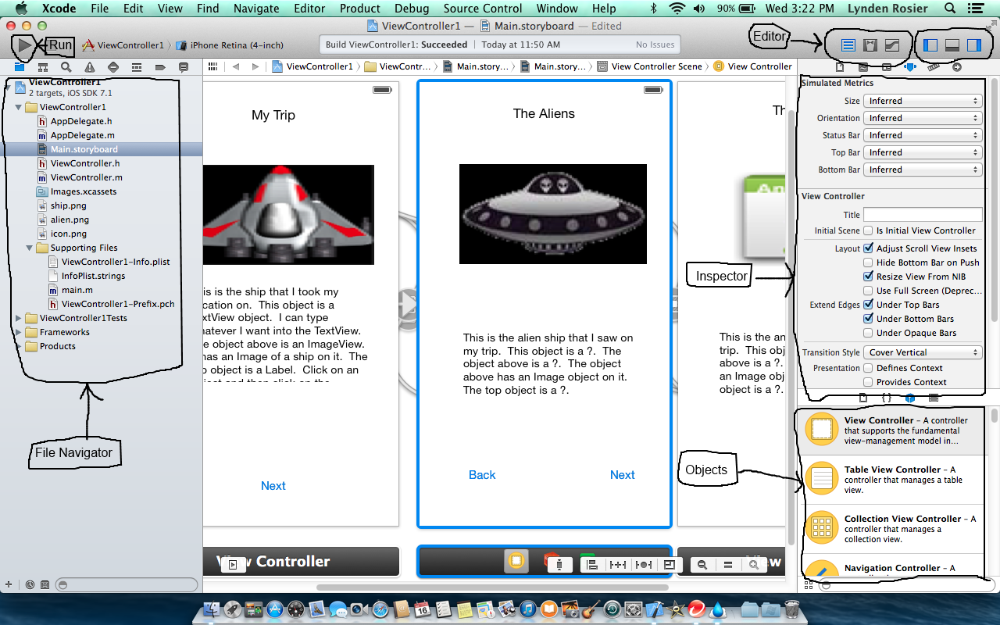 Xcode File Edit View Find Navigate Editor Product Debug Source Control Window Help 90% Wed 3:22 PM Lynden Rosier
ViewController1 — Main.storyboard — Edited
Run
ViewController1 〉 iPhone Retina (4-inch)
Build ViewController1: Succeeded | Today at 11:50 AM
No Issues
Editor
ViewController1 〉 ViewContr... 〉 Main.story... 〉 Main.story... 〉 View Controller Scene 〉 View Controller
ViewController1
2 targets, iOS SDK 7.1
ViewController1
AppDelegate.h
AppDelegate.m
Main.storyboard
ViewController.h
ViewController.m
Images.xcassets
ship.png
alien.png
icon.png
Supporting Files
ViewController1-Info.plist
InfoPlist.strings
main.m
ViewController1-Prefix.pch
ViewController1Tests
Frameworks
Products
File Navigator
My Trip
is is the ship that I took my
cation on. This object is a
xtView object. I can type
hatever I want into the TextView.
e object above is an ImageView.
has an Image of a ship on it. The
object is a Label. Click on an
Next
View Controller
The Aliens
This is the alien ship that I saw on
my trip. This object is a ?. The
object above is a ?. The object
above has an Image object on it.
The top object is a ?.
Back
Next
Th
An
This is the an
trip. This obj
above is a ?.
an Image obj
object is a ?.
View
Inspector
Objects
Simulated Metrics
Size Inferred
Orientation Inferred
Status Bar Inferred
Top Bar Inferred
Bottom Bar Inferred
View Controller
Title
Initial Scene Is Initial View Controller
Layout Adjust Scroll View Insets
Hide Bottom Bar on Push
Resize View From NIB
Use Full Screen (Deprec...
Extend Edges Under Top Bars
Under Bottom Bars
Under Opaque Bars
Transition Style Cover Vertical
Presentation Defines Context
Provides Context
{ }
View Controller – A controller
that supports the fundamental
view-management model in...
Table View Controller – A
controller that manages a table
view.
Collection View Controller – A
controller that manages a
collection view.
Navigation Controller – A
16